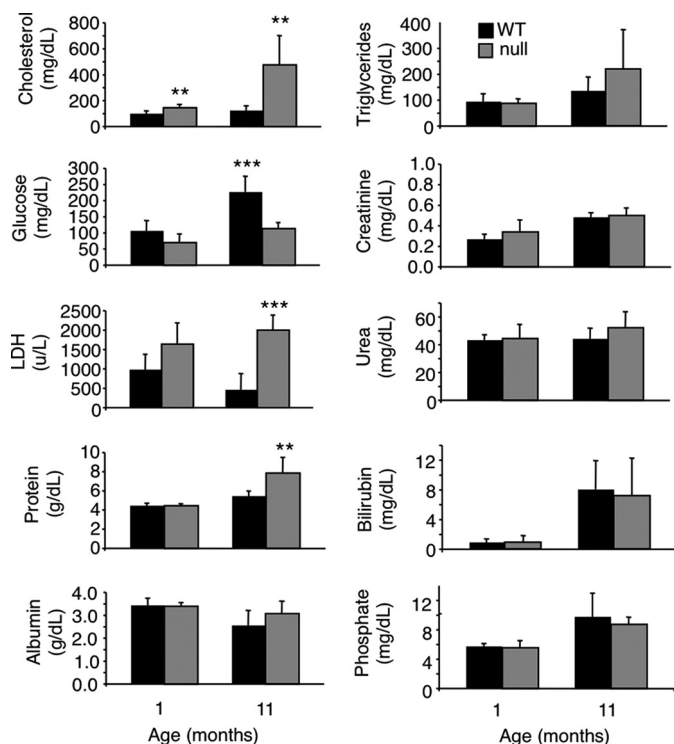 Cholesterol
(mg/dL)
800
600
400
200
0
**
**
Triglycerides
(mg/dL)
400
300
200
100
0
WT
null
Glucose
(mg/dL)
300
250
200
150
100
50
0
***
Creatinine
(mg/dL)
1.0
0.8
0.6
0.4
0.2
0.0
LDH
(u/L)
2500
2000
1500
1000
500
0
***
Urea
(mg/dL)
60
40
20
0
Protein
(g/dL)
10
8
6
4
2
0
**
Bilirubin
(mg/dL)
12
8
4
0
Albumin
(g/dL)
4.0
3.0
2.0
1.0
0.0
1
11
Age (months)
Phosphate
(mg/dL)
12
8
4
0
1
11
Age (months)